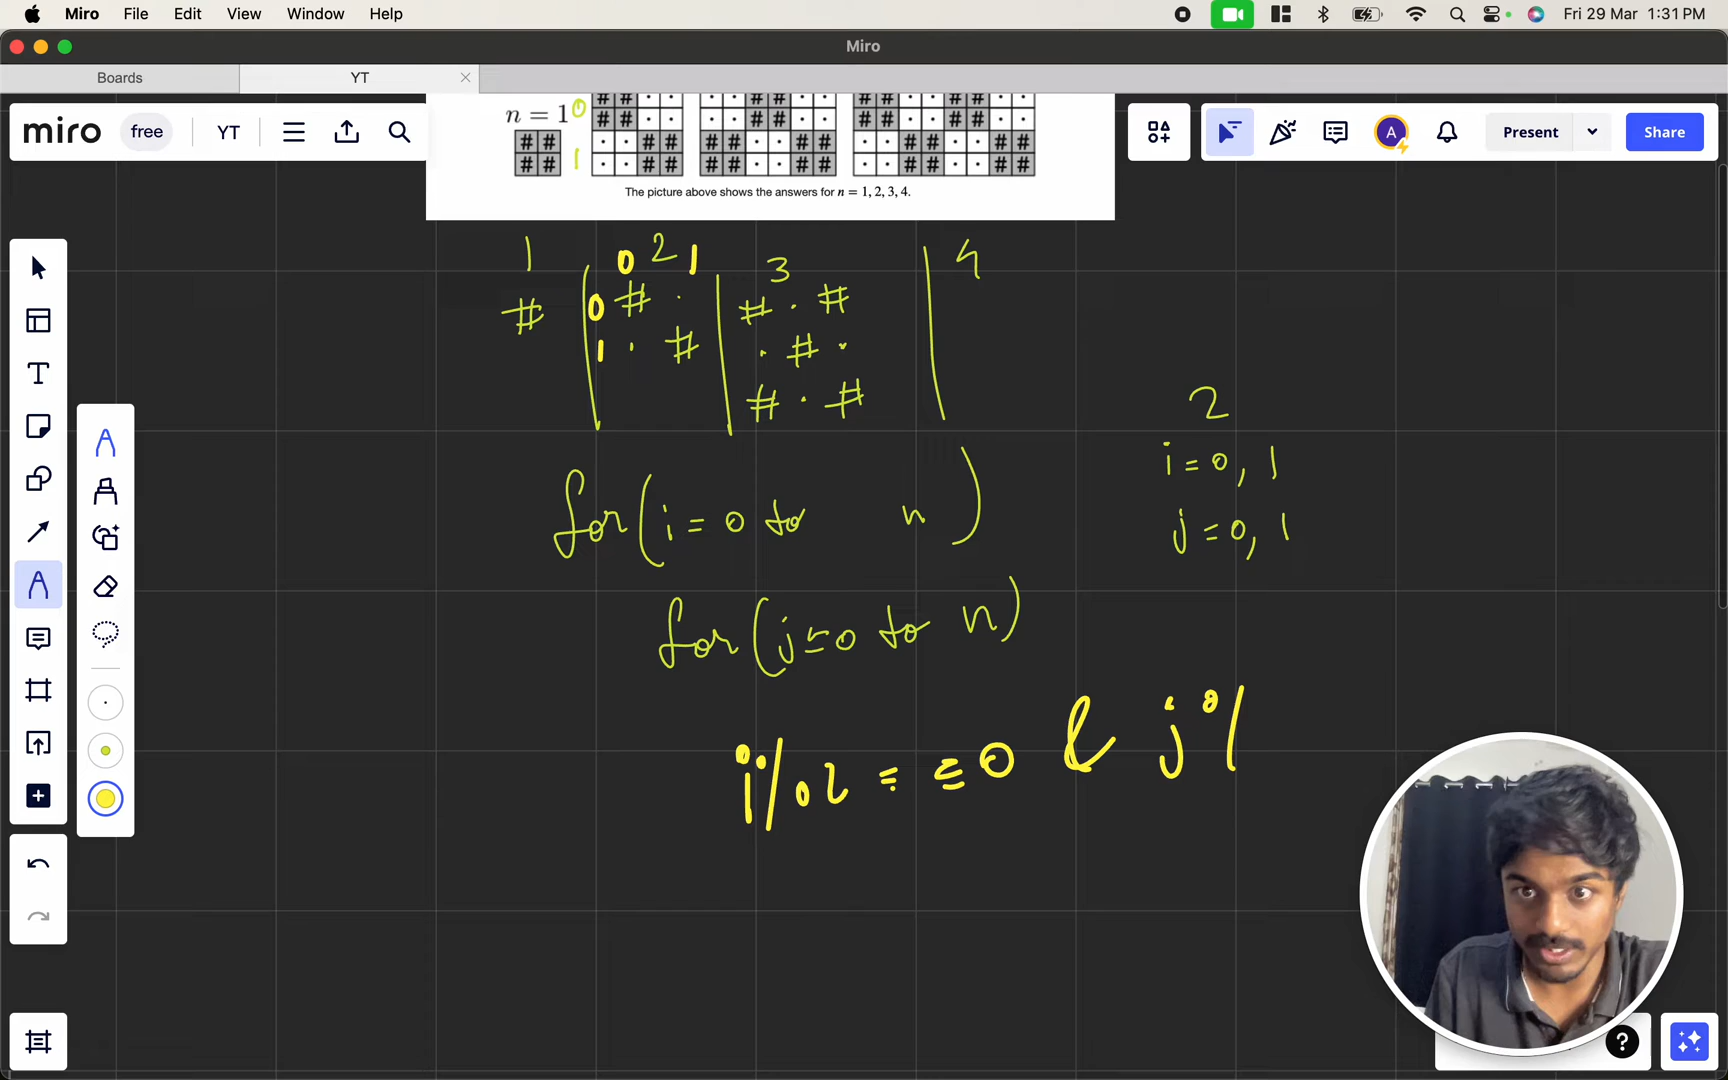 Miro File Edit View Window Help Fri 29 Mar 1:31 PM
Miro
Boards YT
miro free YT
Present Share
A
n = 1 0
1
# # · · · · # # · · # # · · # # · ·
# # · · · · # # · · # # · · # # · ·
# # · · # # # # · · # # · · # # · · # #
# # · · # # # # · · # # · · # # · · # #
The picture above shows the answers for n = 1, 2, 3, 4.
1 0 2 1 3 4
# 0 # · # · #
1 · # · # ·
# · #
2
i = 0, 1
j = 0, 1
for(i = 0 to n)
for(j = 0 to n)
i%2 = = 0 & j%
?